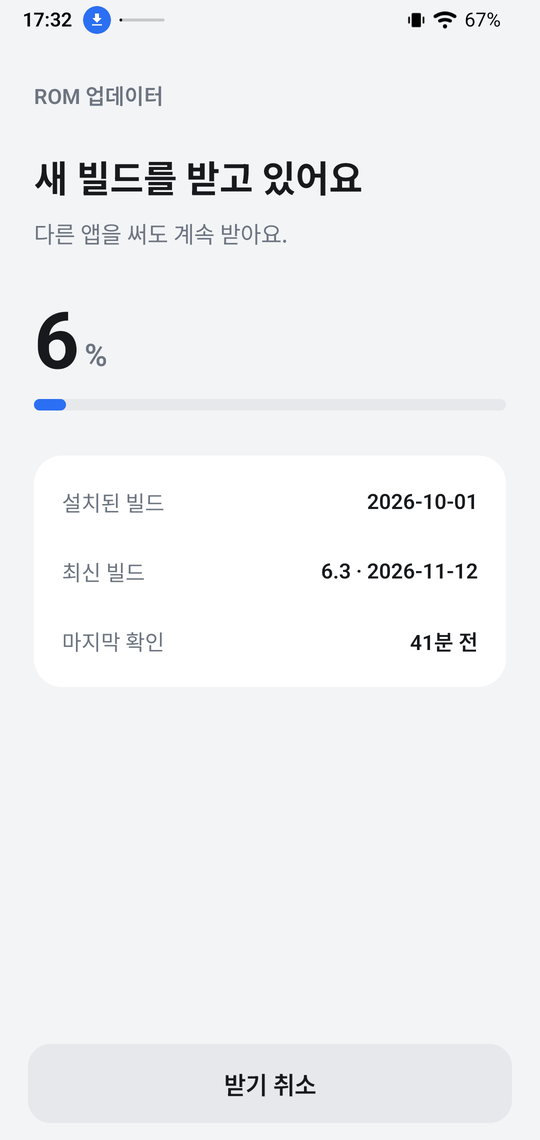 17:32
67%
ROM 업데이터
새 빌드를 받고 있어요
다른 앱을 써도 계속 받아요.
6 %
설치된 빌드 2026-10-01
최신 빌드 6.3 · 2026-11-12
마지막 확인 41분 전
받기 취소